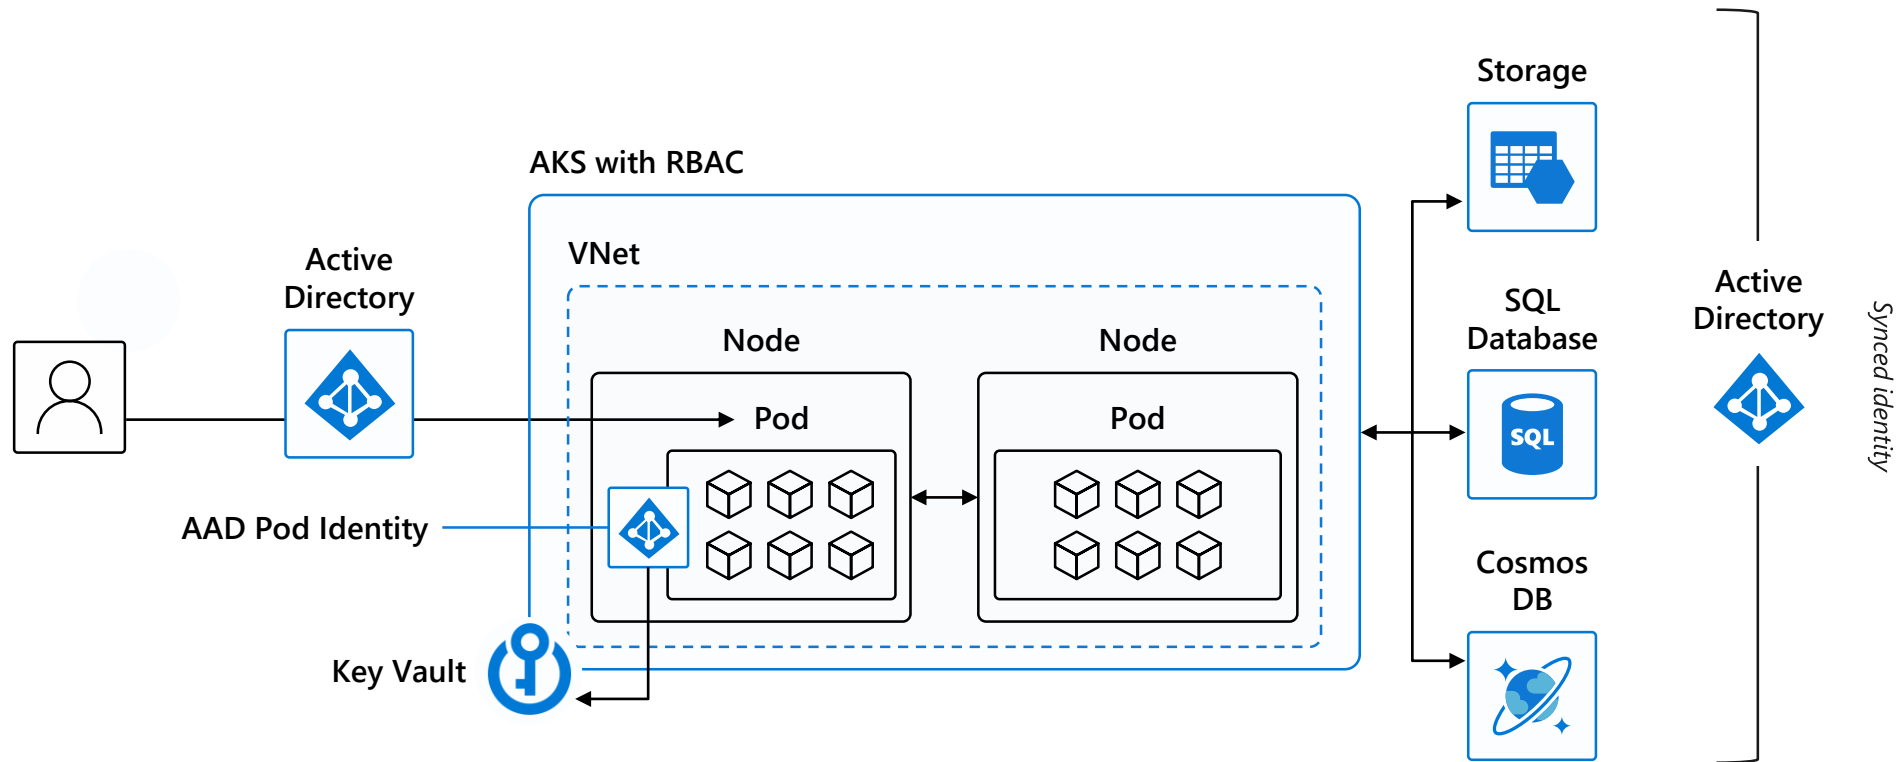 Storage
AKS with RBAC
VNet
Active
Directory
SQL
Database
Active
Directory
Synced identity
Node
Node
Pod
Pod
SQL
AAD Pod Identity
Cosmos
DB
Key Vault